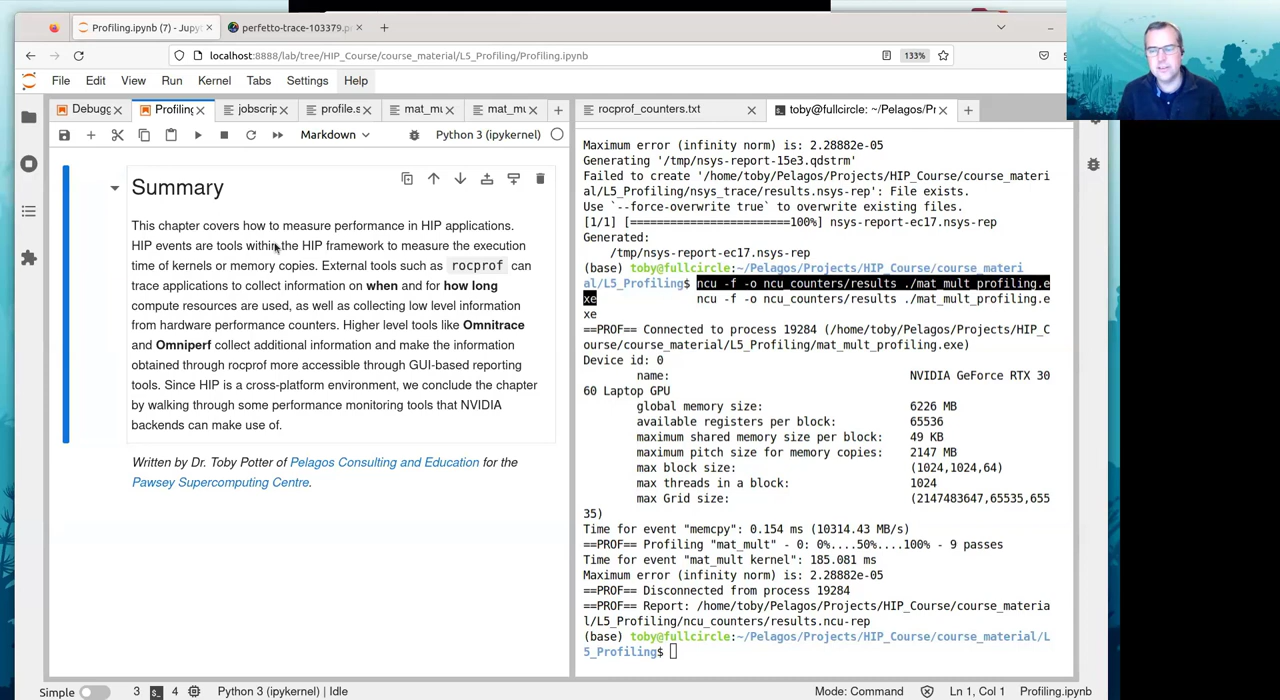 Profiling.ipynb (7) - Jupyt
perfetto-trace-103379.p
localhost:8888/lab/tree/HIP_Course/course_material/L5_Profiling/Profiling.ipynb
133%
File Edit View Run Kernel Tabs Settings Help
Debugg
Profiling
jobscrip
profile.s
mat_mu
mat_mu
Markdown
Python 3 (ipykernel)
Summary
This chapter covers how to measure performance in HIP applications.
HIP events are tools within the HIP framework to measure the execution
time of kernels or memory copies. External tools such as rocprof can
trace applications to collect information on when and for how long
compute resources are used, as well as collecting low level information
from hardware performance counters. Higher level tools like Omnitrace
and Omniperf collect additional information and make the information
obtained through rocprof more accessible through GUI-based reporting
tools. Since HIP is a cross-platform environment, we conclude the chapter
by walking through some performance monitoring tools that NVIDIA
backends can make use of.
Written by Dr. Toby Potter of Pelagos Consulting and Education for the
Pawsey Supercomputing Centre.
rocprof_counters.txt
toby@fullcircle: ~/Pelagos/Pr
Maximum error (infinity norm) is: 2.28882e-05
Generating '/tmp/nsys-report-15e3.qdstrm'
Failed to create '/home/toby/Pelagos/Projects/HIP_Course/course_materi
al/L5_Profiling/nsys_trace/results.nsys-rep': File exists.
Use `--force-overwrite true` to overwrite existing files.
[1/1] [========================100%] nsys-report-ec17.nsys-rep
Generated:
/tmp/nsys-report-ec17.nsys-rep
(base) toby@fullcircle:~/Pelagos/Projects/HIP_Course/course_materi
al/L5_Profiling$ ncu -f -o ncu_counters/results ./mat_mult_profiling.e
xe ncu -f -o ncu_counters/results ./mat_mult_profiling.e
xe
==PROF== Connected to process 19284 (/home/toby/Pelagos/Projects/HIP_C
ourse/course_material/L5_Profiling/mat_mult_profiling.exe)
Device id: 0
name: NVIDIA GeForce RTX 30
60 Laptop GPU
global memory size: 6226 MB
available registers per block: 65536
maximum shared memory size per block: 49 KB
maximum pitch size for memory copies: 2147 MB
max block size: (1024,1024,64)
max threads in a block: 1024
max Grid size: (2147483647,65535,655
35)
Time for event "memcpy": 0.154 ms (10314.43 MB/s)
==PROF== Profiling "mat_mult" - 0: 0%....50%....100% - 9 passes
Time for event "mat_mult kernel": 185.081 ms
Maximum error (infinity norm) is: 2.28882e-05
==PROF== Disconnected from process 19284
==PROF== Report: /home/toby/Pelagos/Projects/HIP_Course/course_materia
l/L5_Profiling/ncu_counters/results.ncu-rep
(base) toby@fullcircle:~/Pelagos/Projects/HIP_Course/course_material/L
5_Profiling$
Simple 3 4 Python 3 (ipykernel) | Idle Mode: Command Ln 1, Col 1 Profiling.ipynb